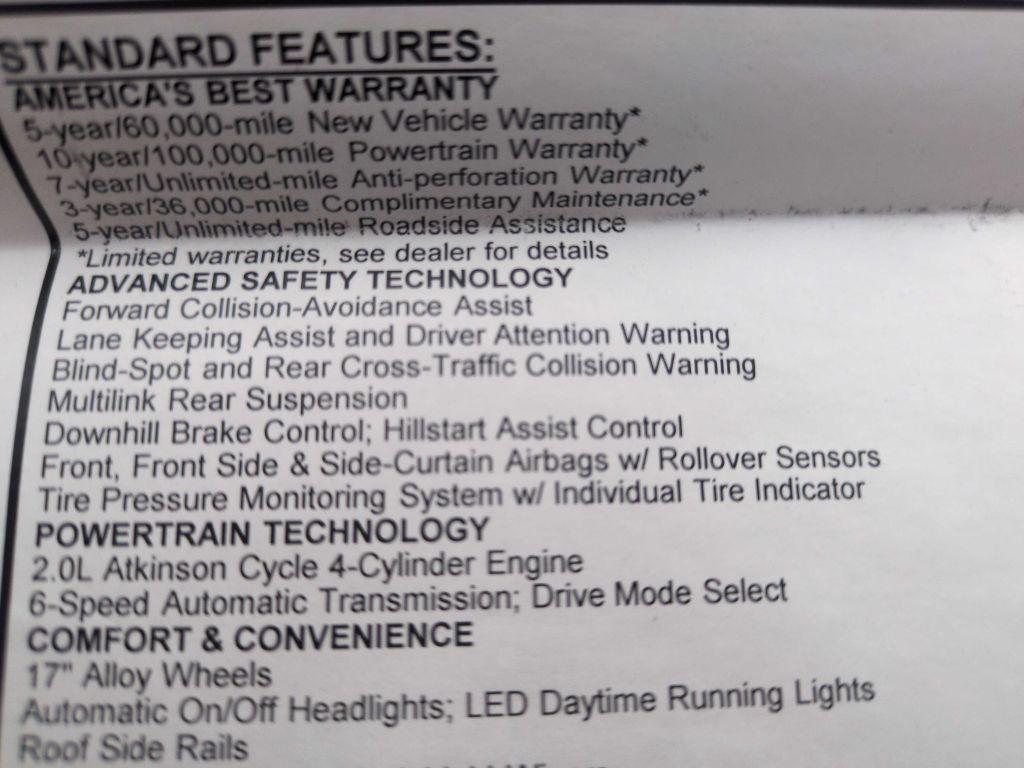 STANDARD FEATURES:
AMERICA'S BEST WARRANTY
5-year/60,000-mile New Vehicle Warranty*
10-year/100,000-mile Powertrain Warranty*
7-year/Unlimited-mile Anti-perforation Warranty*
3-year/36,000-mile Complimentary Maintenance*
5-year/Unlimited-mile Roadside Assistance
*Limited warranties, see dealer for details
ADVANCED SAFETY TECHNOLOGY
Forward Collision-Avoidance Assist
Lane Keeping Assist and Driver Attention Warning
Blind-Spot and Rear Cross-Traffic Collision Warning
Multilink Rear Suspension
Downhill Brake Control; Hillstart Assist Control
Front, Front Side & Side-Curtain Airbags w/ Rollover Sensors
Tire Pressure Monitoring System w/ Individual Tire Indicator
POWERTRAIN TECHNOLOGY
2.0L Atkinson Cycle 4-Cylinder Engine
6-Speed Automatic Transmission; Drive Mode Select
COMFORT & CONVENIENCE
17" Alloy Wheels
Automatic On/Off Headlights; LED Daytime Running Lights
Roof Side Rails